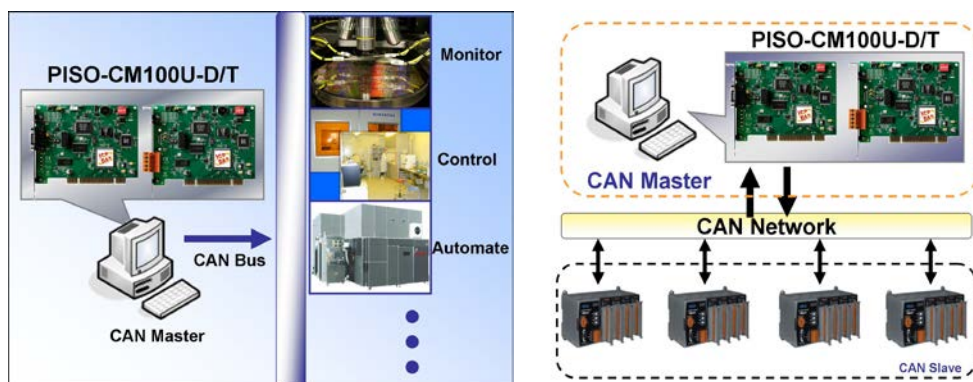 PISO-CM100U-D/T
CAN Bus
CAN Master
Monitor
Control
Automate
PISO-CM100U-D/T
CAN Master
CAN Network
CAN Slave